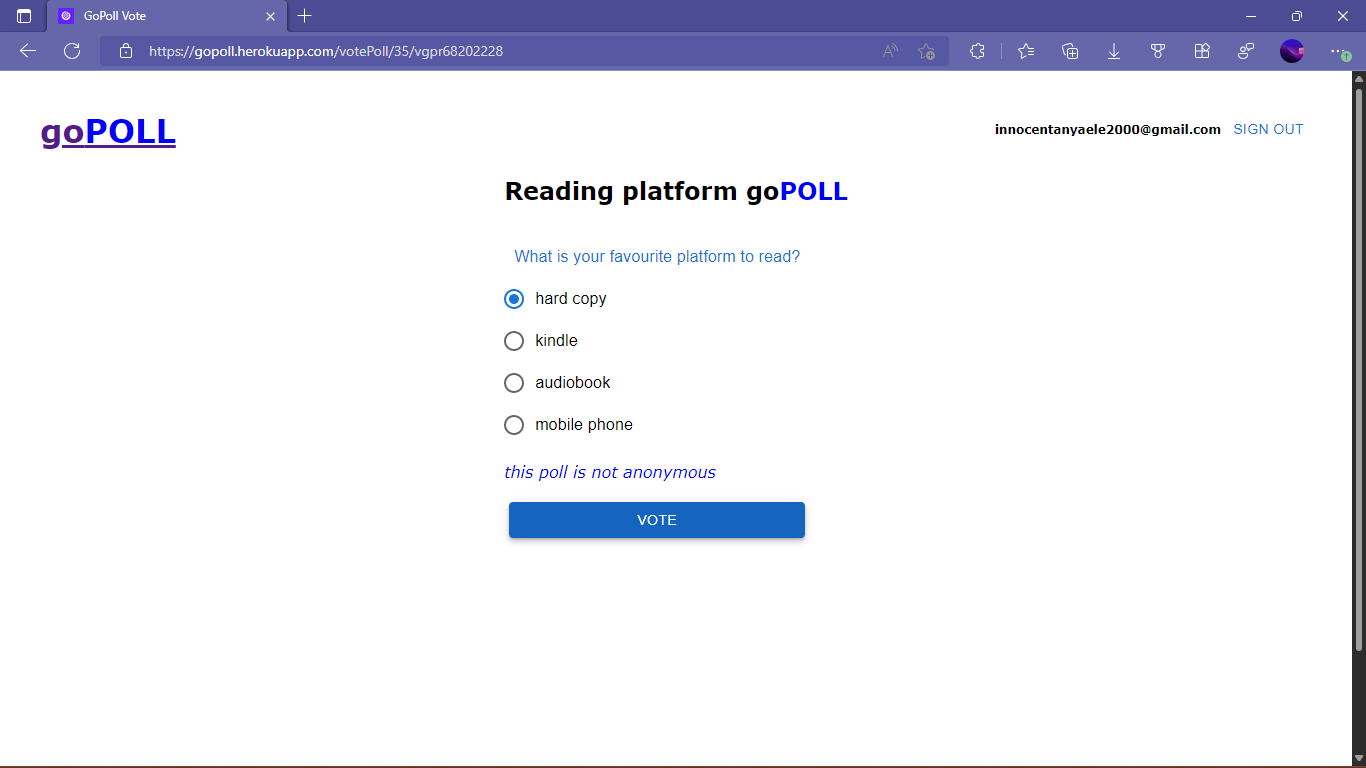 GoPoll Vote
https://gopoll.herokuapp.com/votePoll/35/vgpr68202228
goPOLL
innocentanyaele2000@gmail.com SIGN OUT
Reading platform goPOLL
What is your favourite platform to read?
hard copy
kindle
audiobook
mobile phone
this poll is not anonymous
VOTE